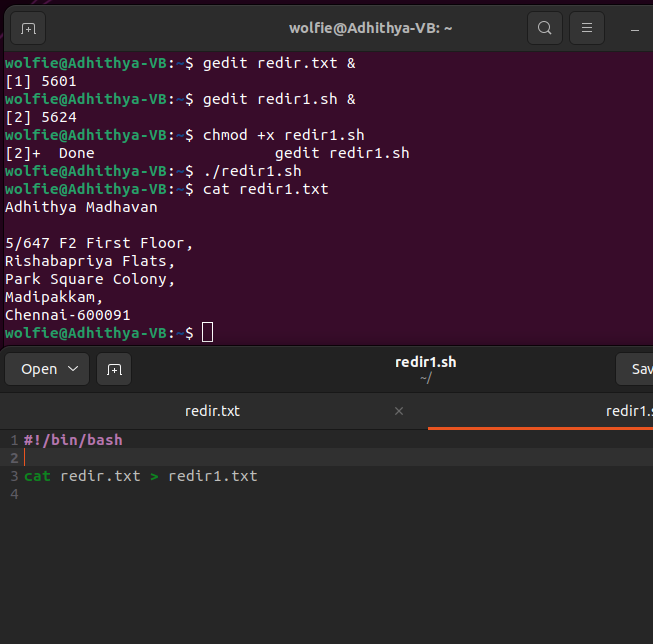 wolfie@Adhithya-VB: ~
wolfie@Adhithya-VB:~$ gedit redir.txt &
[1] 5601
wolfie@Adhithya-VB:~$ gedit redir1.sh &
[2] 5624
wolfie@Adhithya-VB:~$ chmod +x redir1.sh
[2]+  Done                    gedit redir1.sh
wolfie@Adhithya-VB:~$ ./redir1.sh
wolfie@Adhithya-VB:~$ cat redir1.txt
Adhithya Madhavan

5/647 F2 First Floor,
Rishabapriya Flats,
Park Square Colony,
Madipakkam,
Chennai-600091
wolfie@Adhithya-VB:~$
Open
redir1.sh
~/
Sav
redir.txt
redir1.s
1 #!/bin/bash
2
3 cat redir.txt > redir1.txt
4